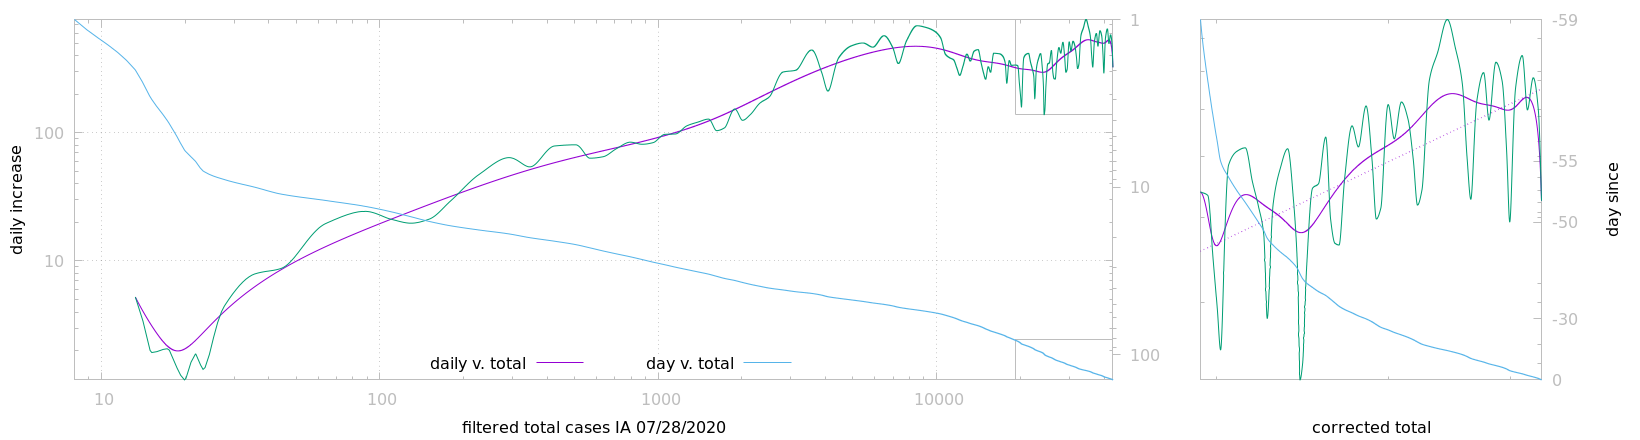 daily increase
100
10
10
100
1000
10000
filtered total cases IA 07/28/2020
daily v. total
day v. total
1
10
100
-59
-55
-50
-30
0
day since
corrected total